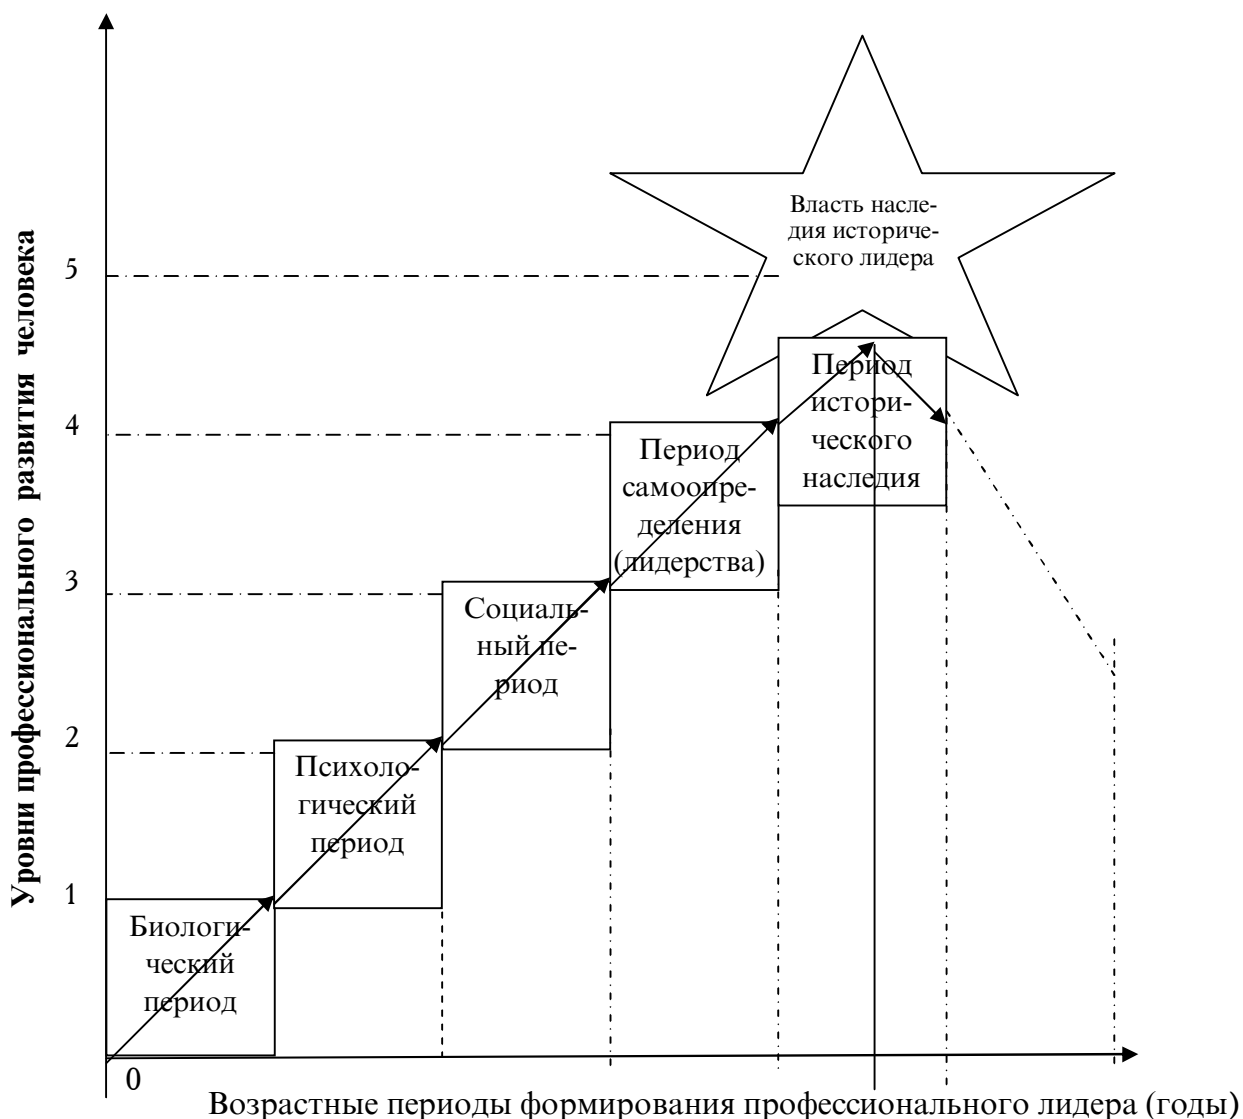 Власть насле-
дия историче-
ского лидера
Уровни профессионального развития человека
5
4
3
2
1
0
Период
истори-
ческого
наследия
Период
самоопре-
деления
(лидерства)
Социаль-
ный пе-
риод
Психоло-
гический
период
Биологи-
ческий
период
Возрастные периоды формирования профессионального лидера (годы)